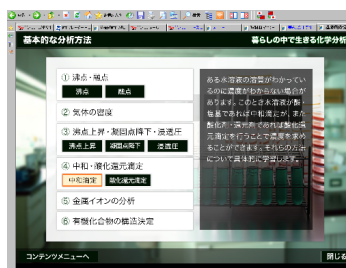 基本的な分析方法
暮らしの中で生きる化学分析
① 沸点・融点
沸点 融点
② 気体の密度
③ 沸点上昇・凝固点降下・浸透圧
沸点上昇 凝固点降下 浸透圧
④ 中和・酸化還元滴定
中和滴定 酸化還元滴定
⑤ 金属イオンの分析
⑥ 有機化合物の構造決定
ある水溶液の溶質がわかってい
るのに濃度がわからない場合が
あります。このとき水溶液が酸・
塩基であれば中和滴定が、また
酸化剤・還元剤であれば酸化還
元滴定を行うことで濃度を求め
ることができます。それらの方法
について具体的に学習します。
コンテンツメニューへ
閉じる